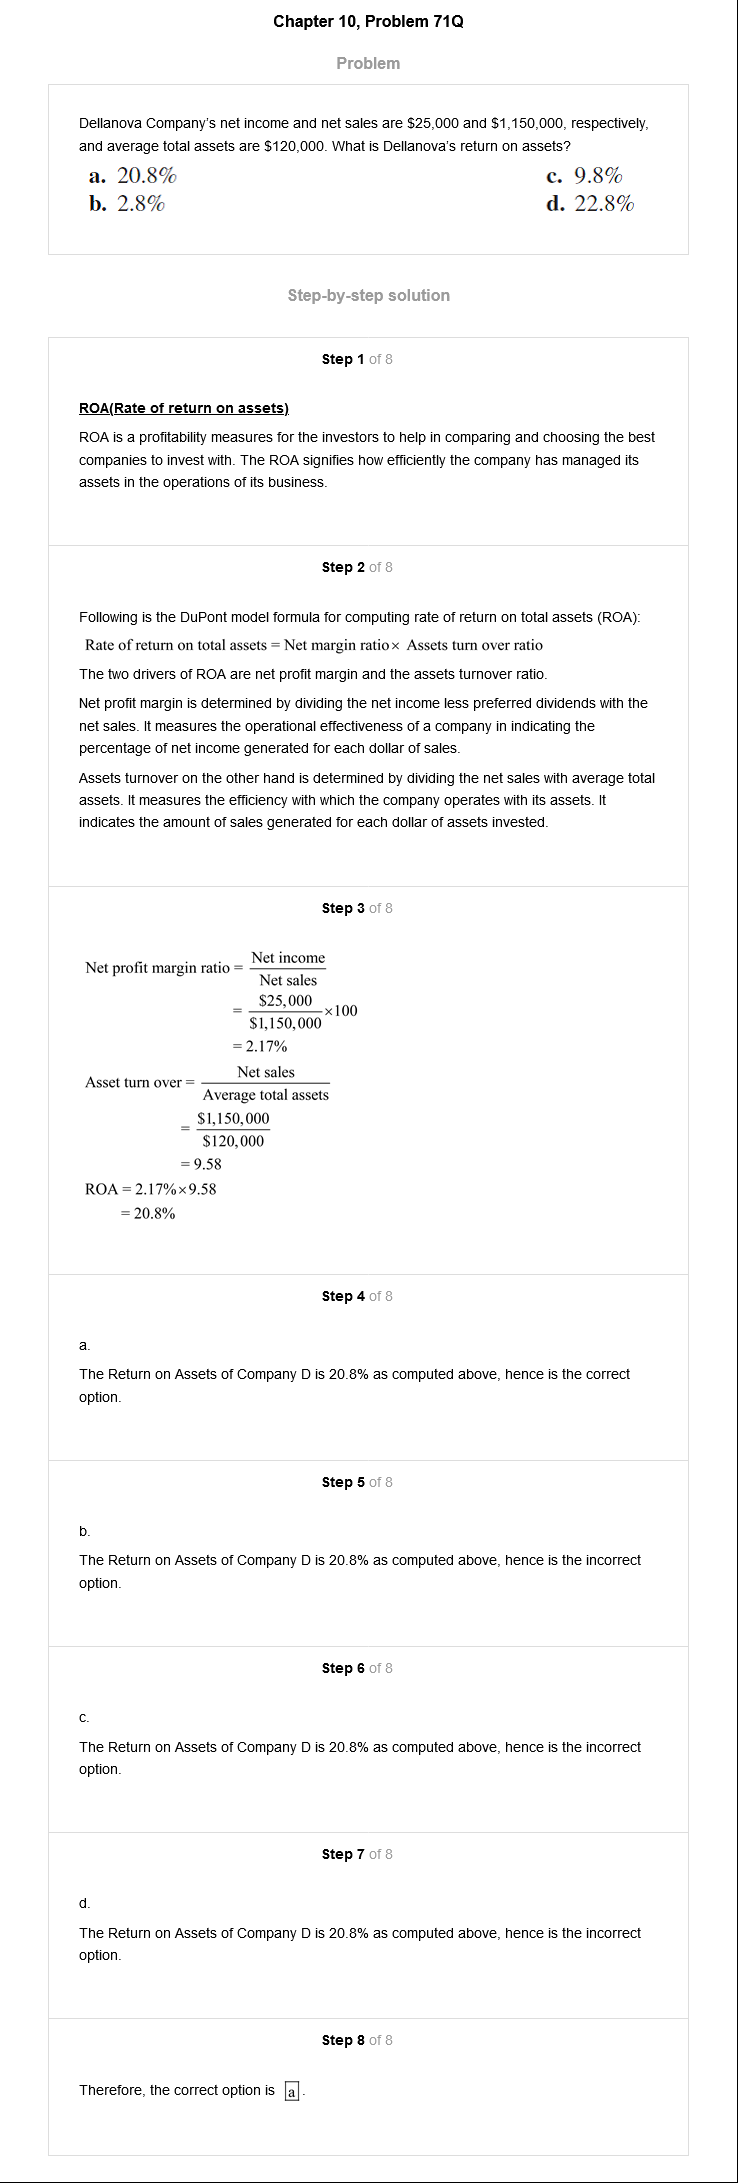 Chapter 10, Problem 71Q
Problem
Dellanova Company's net income and net sales are $25,000 and $1,150,000, respectively,
and average total assets are $120,000. What is Dellanova's return on assets?
a. 20.8%
c. 9.8%
b. 2.8%
d. 22.8%
Step-by-step solution
Step 1 of 8
ROA(Rate of return on assets)
ROA is a profitability measures for the investors to help in comparing and choosing the best
companies to invest with. The ROA signifies how efficiently the company has managed its
assets in the operations of its business.
Step 2 of 8
Following is the DuPont model formula for computing rate of return on total assets (ROA):
Rate of return on total assets = Net margin ratio× Assets turn over ratio
The two drivers of ROA are net profit margin and the assets turnover ratio.
Net profit margin is determined by dividing the net income less preferred dividends with the
net sales. It measures the operational effectiveness of a company in indicating the
percentage of net income generated for each dollar of sales.
Assets turnover on the other hand is determined by dividing the net sales with average total
assets. It measures the efficiency with which the company operates with its assets. It
indicates the amount of sales generated for each dollar of assets invested.
Step 3 of 8
Net income
Net profit margin ratio =
Net sales
$25,000
= ×100
$1,150,000
= 2.17%
Net sales
Asset turn over =
Average total assets
$1,150,000
=
$120,000
= 9.58
ROA = 2.17%×9.58
= 20.8%
Step 4 of 8
a.
The Return on Assets of Company D is 20.8% as computed above, hence is the correct
option.
Step 5 of 8
b.
The Return on Assets of Company D is 20.8% as computed above, hence is the incorrect
option.
Step 6 of 8
c.
The Return on Assets of Company D is 20.8% as computed above, hence is the incorrect
option.
Step 7 of 8
d.
The Return on Assets of Company D is 20.8% as computed above, hence is the incorrect
option.
Step 8 of 8
Therefore, the correct option is a.